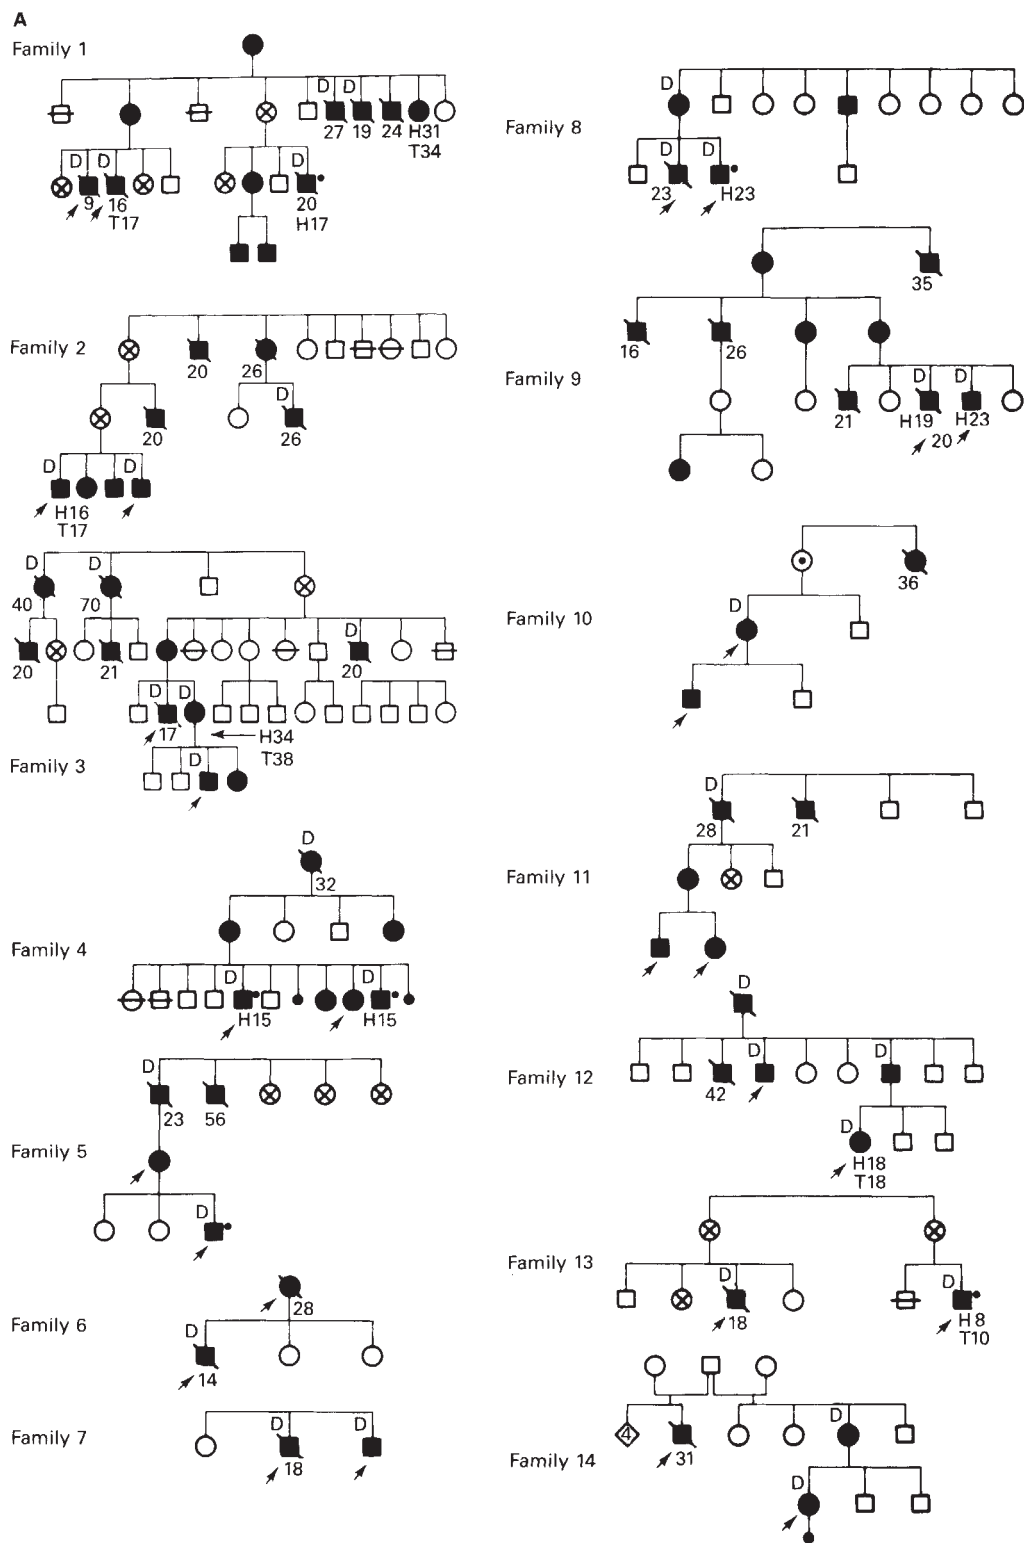 A
Family 1
D D
27 19 24 H31
T34
D D D
9 16 20
T17 H17
Family 2
20 26
D
20 26
D D
H16
T17
D D
40 70
D
20 21 20
D D
17 H34
T38
Family 3
D
D
32
Family 4
D D
H15 H15
D
23 56
Family 5
D
Family 6
28
D
14
Family 7
D D
18
D
Family 8
D D
23 H23
35
16 26
Family 9
D D
21 H19 H23
20
Family 10
36
D
D
28 21
Family 11
D
Family 12
D D
42
D
H18
T18
Family 13
D D
18 H8
T10
D
4
31
Family 14
D